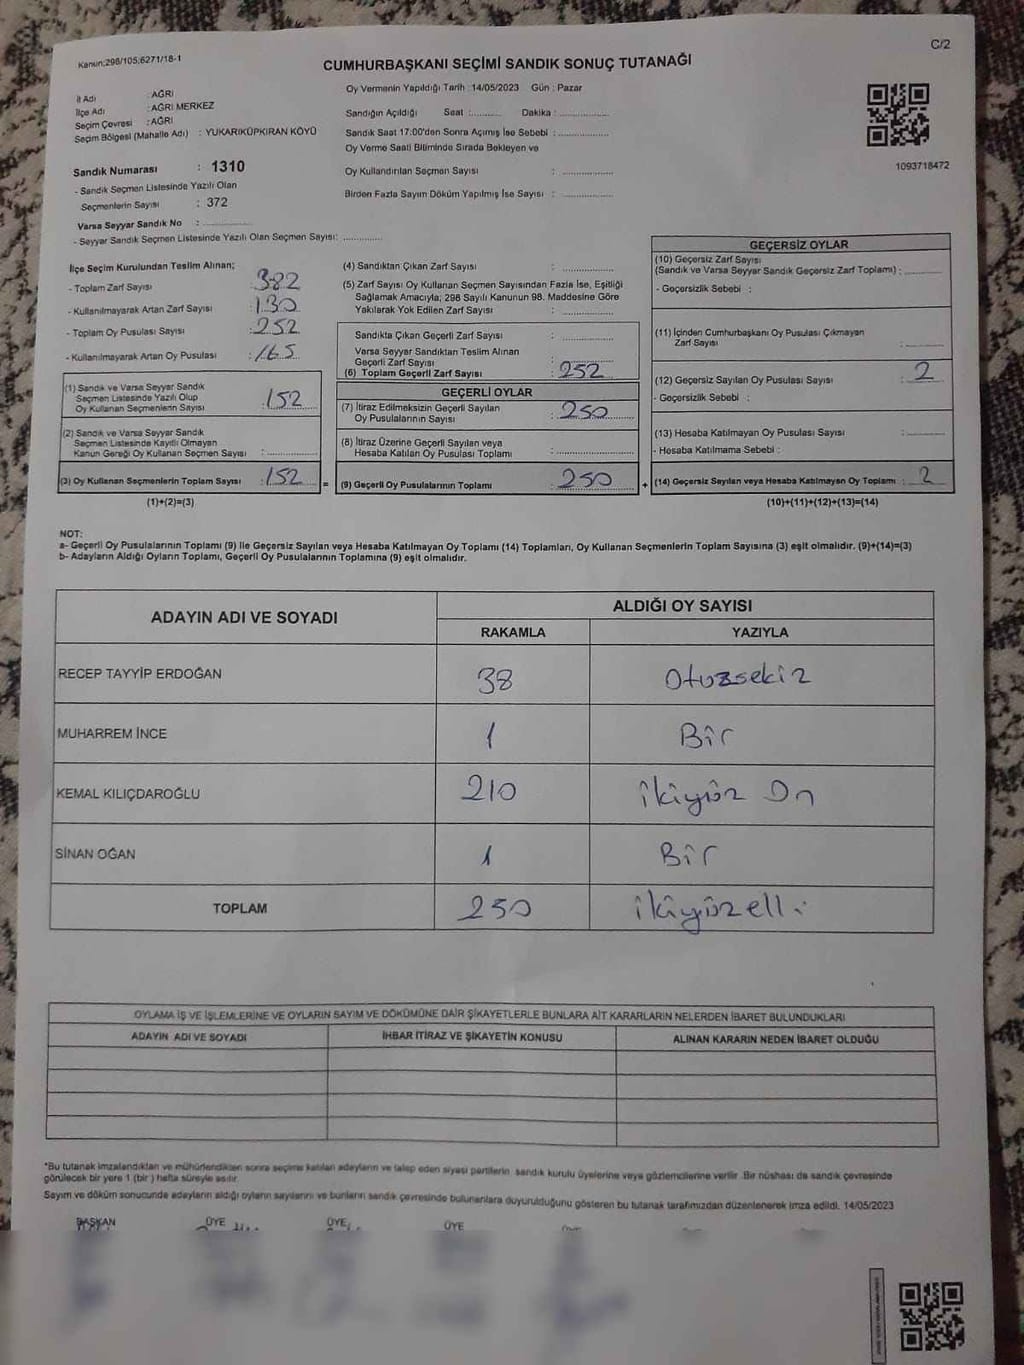 Kanun:298/105;6271/18-1
C/2
CUMHURBAŞKANI SEÇİMİ SANDIK SONUÇ TUTANAĞI
İl Adı : AĞRI
İlçe Adı : AĞRI MERKEZ
Seçim Çevresi : AĞRI
Seçim Bölgesi (Mahalle Adı) : YUKARIKÜPKIRAN KÖYÜ
Oy Vermenin Yapıldığı Tarih :14/05/2023 Gün : Pazar
Sandığın Açıldığı Saat :........... Dakika : ...............
Sandık Saat 17:00'den Sonra Açımış İse Sebebi : ...............
Oy Verme Saati Bitiminde Sırada Bekleyen ve
Oy Kullandırılan Seçmen Sayısı : ...............
Birden Fazla Sayım Döküm Yapılmış İse Sayısı : ...............
1093718472
Sandık Numarası : 1310
- Sandık Seçmen Listesinde Yazılı Olan
Seçmenlerin Sayısı : 372
Varsa Seyyar Sandık No : ...............
- Seyyar Sandık Seçmen Listesinde Yazılı Olan Seçmen Sayısı: ............
İlçe Seçim Kurulundan Teslim Alınan;
- Toplam Zarf Sayısı : 382
- Kullanılmayarak Artan Zarf Sayısı : 130
- Toplam Oy Pusulası Sayısı : 252
- Kullanılmayarak Artan Oy Pusulası : 165
(1) Sandık ve Varsa Seyyar Sandık
Seçmen Listesinde Yazılı Olup
Oy Kullanan Seçmenlerin Sayısı : 152
(2) Sandık ve Varsa Seyyar Sandık
Seçmen Listesinde Kayıtlı Olmayan
Kanun Gereği Oy Kullanan Seçmen Sayısı : ...............
(3) Oy Kullanan Seçmenlerin Toplam Sayısı : 152 =
(1)+(2)=(3)
(4) Sandıktan Çıkan Zarf Sayısı : ...............
(5) Zarf Sayısı Oy Kullanan Seçmen Sayısından Fazla İse, Eşitliği
Sağlamak Amacıyla; 298 Sayılı Kanunun 98. Maddesine Göre
Yakılarak Yok Edilen Zarf Sayısı : ...............
Sandıkta Çıkan Geçerli Zarf Sayısı : ...............
Varsa Seyyar Sandıktan Teslim Alınan
Geçerli Zarf Sayısı
(6) Toplam Geçerli Zarf Sayısı : 252
GEÇERLİ OYLAR
(7) İtiraz Edilmeksizin Geçerli Sayılan
Oy Pusulalarının Sayısı : 250
(8) İtiraz Üzerine Geçerli Sayılan veya
Hesaba Katılan Oy Pusulası Toplamı : ...............
(9) Geçerli Oy Pusulalarının Toplamı : 250 +
GEÇERSİZ OYLAR
(10) Geçersiz Zarf Sayısı
(Sandık ve Varsa Seyyar Sandık Geçersiz Zarf Toplamı) : ..........
- Geçersizlik Sebebi :
(11) İçinden Cumhurbaşkanı Oy Pusulası Çıkmayan
Zarf Sayısı : ...........
(12) Geçersiz Sayılan Oy Pusulası Sayısı : 2
- Geçersizlik Sebebi :
(13) Hesaba Katılmayan Oy Pusulası Sayısı : ...........
- Hesaba Katılmama Sebebi :
(14) Geçersiz Sayılan veya Hesaba Katılmayan Oy Toplamı : 2
(10)+(11)+(12)+(13)=(14)
NOT:
a- Geçerli Oy Pusulalarının Toplamı (9) ile Geçersiz Sayılan veya Hesaba Katılmayan Oy Toplamı (14) Toplamları, Oy Kullanan Seçmenlerin Toplam Sayısına (3) eşit olmalıdır. (9)+(14)=(3)
b- Adayların Aldığı Oyların Toplamı, Geçerli Oy Pusulalarının Toplamına (9) eşit olmalıdır.
ADAYIN ADI VE SOYADI
ALDIĞI OY SAYISI
RAKAMLA YAZIYLA
RECEP TAYYİP ERDOĞAN 38 Otuzsekiz
MUHARREM İNCE 1 Bir
KEMAL KILIÇDAROĞLU 210 ikiyüz On
SİNAN OĞAN 1 Bir
TOPLAM 250 ikiyüzelli
OYLAMA İŞ VE İŞLEMLERİNE VE OYLARIN SAYIM VE DÖKÜMÜNE DAİR ŞİKAYETLERLE BUNLARA AİT KARARLARIN NELERDEN İBARET BULUNDUKLARI
ADAYIN ADI VE SOYADI İHBAR İTİRAZ VE ŞİKAYETİN KONUSU ALINAN KARARIN NEDEN İBARET OLDUĞU
*Bu tutanak imzalandıktan ve mühürlendikten sonra seçime katılan adayların ve talep eden siyasi partilerin sandık kurulu üyelerine veya gözlemcilerine verilir. Bir nüshası da sandık çevresinde
görülecek bir yere 1 (bir) hafta süreyle asılır.
Sayım ve döküm sonucunda adayların aldığı oyların sayılarını ve bunların sandık çevresinde bulunanlara duyurulduğunu gösteren bu tutanak tarafımızdan düzenlenerek imza edildi. 14/05/2023
BAŞKAN ÜYE ÜYE ÜYE ÜYE